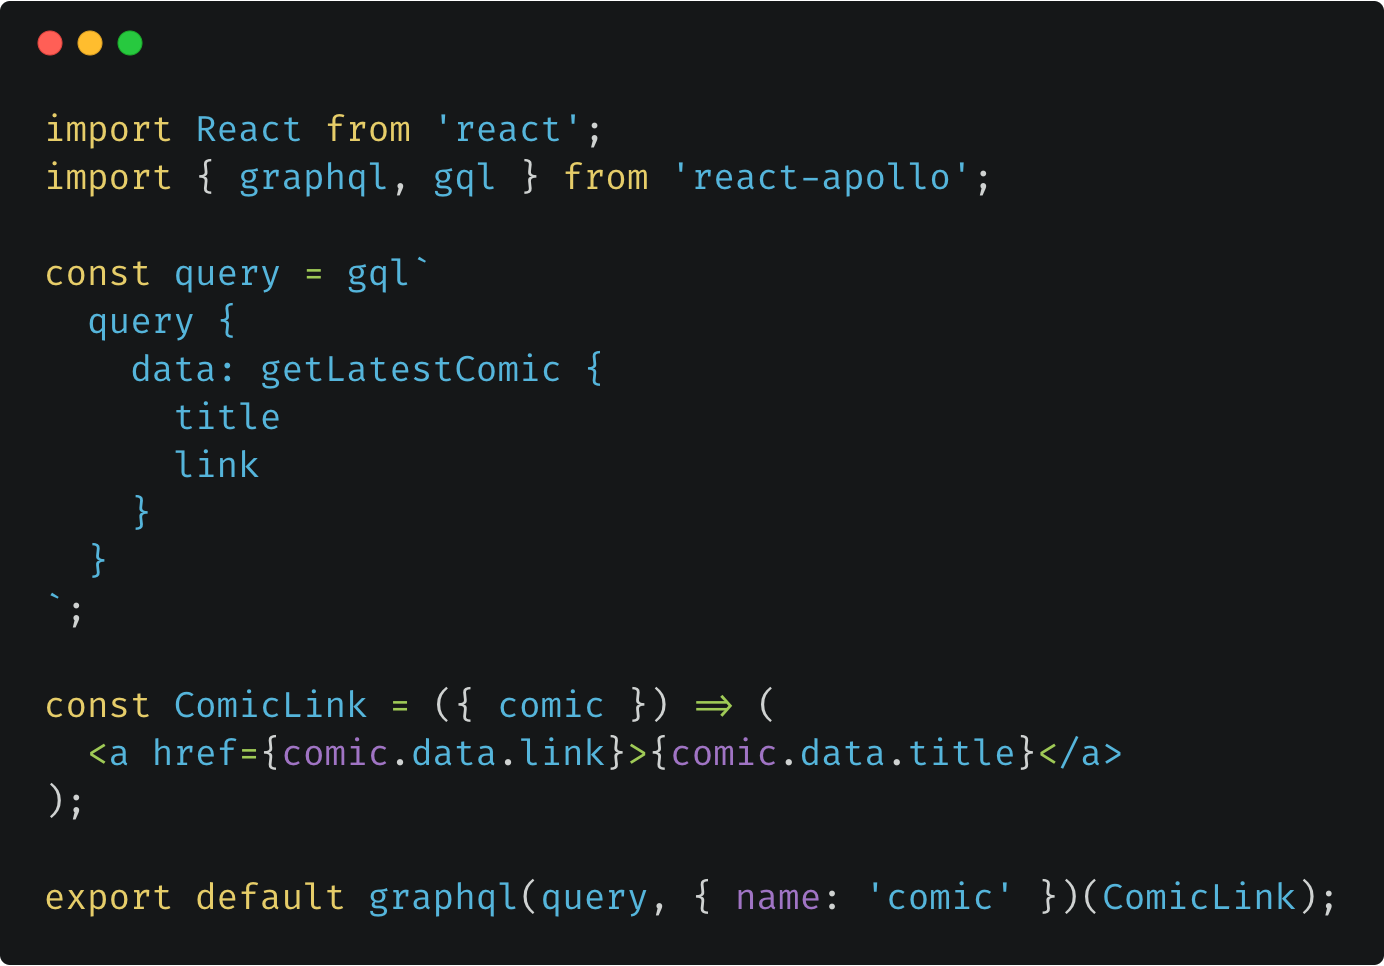 import React from 'react';
import { graphql, gql } from 'react-apollo';

const query = gql`
  query {
    data: getLatestComic {
      title
      link
    }
  }
`;

const ComicLink = ({ comic }) => (
  <a href={comic.data.link}>{comic.data.title}</a>
);

export default graphql(query, { name: 'comic' })(ComicLink);